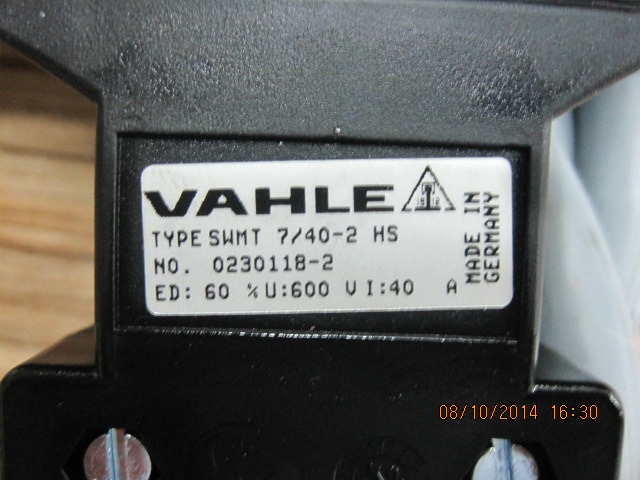 VAHLE
TYPE SWMT 7/40-2 HS
NO. 0230118-2
ED: 60 % U:600 V I:40 A
MADE IN
GERMANY
08/10/2014 16:30